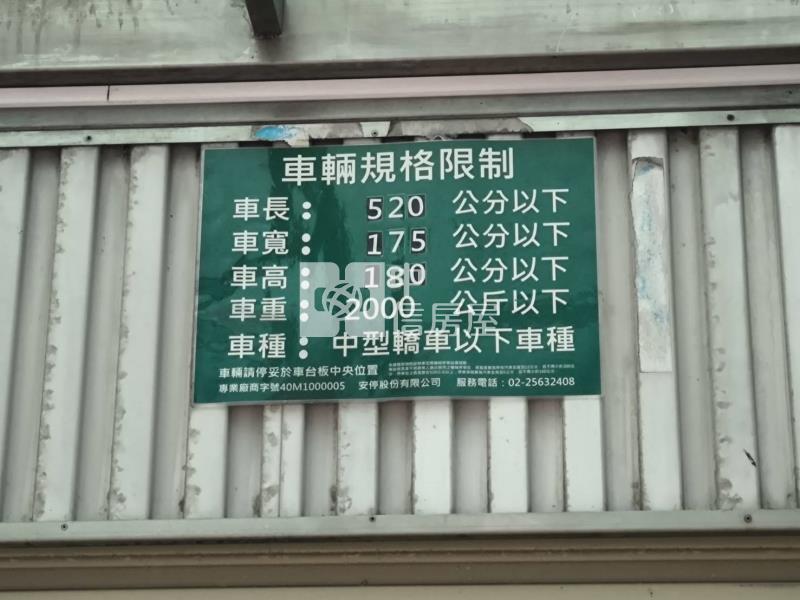 車輛規格限制
車長： 520 公分以下
車寬： 175 公分以下
車高： 180 公分以下
車重： 2000 公斤以下
車種： 中型轎車以下車種
車輛請停妥於車台板中央位置
專業廠商字號40M1000005 安停股份有限公司 服務電話：02-25632408
信房屋